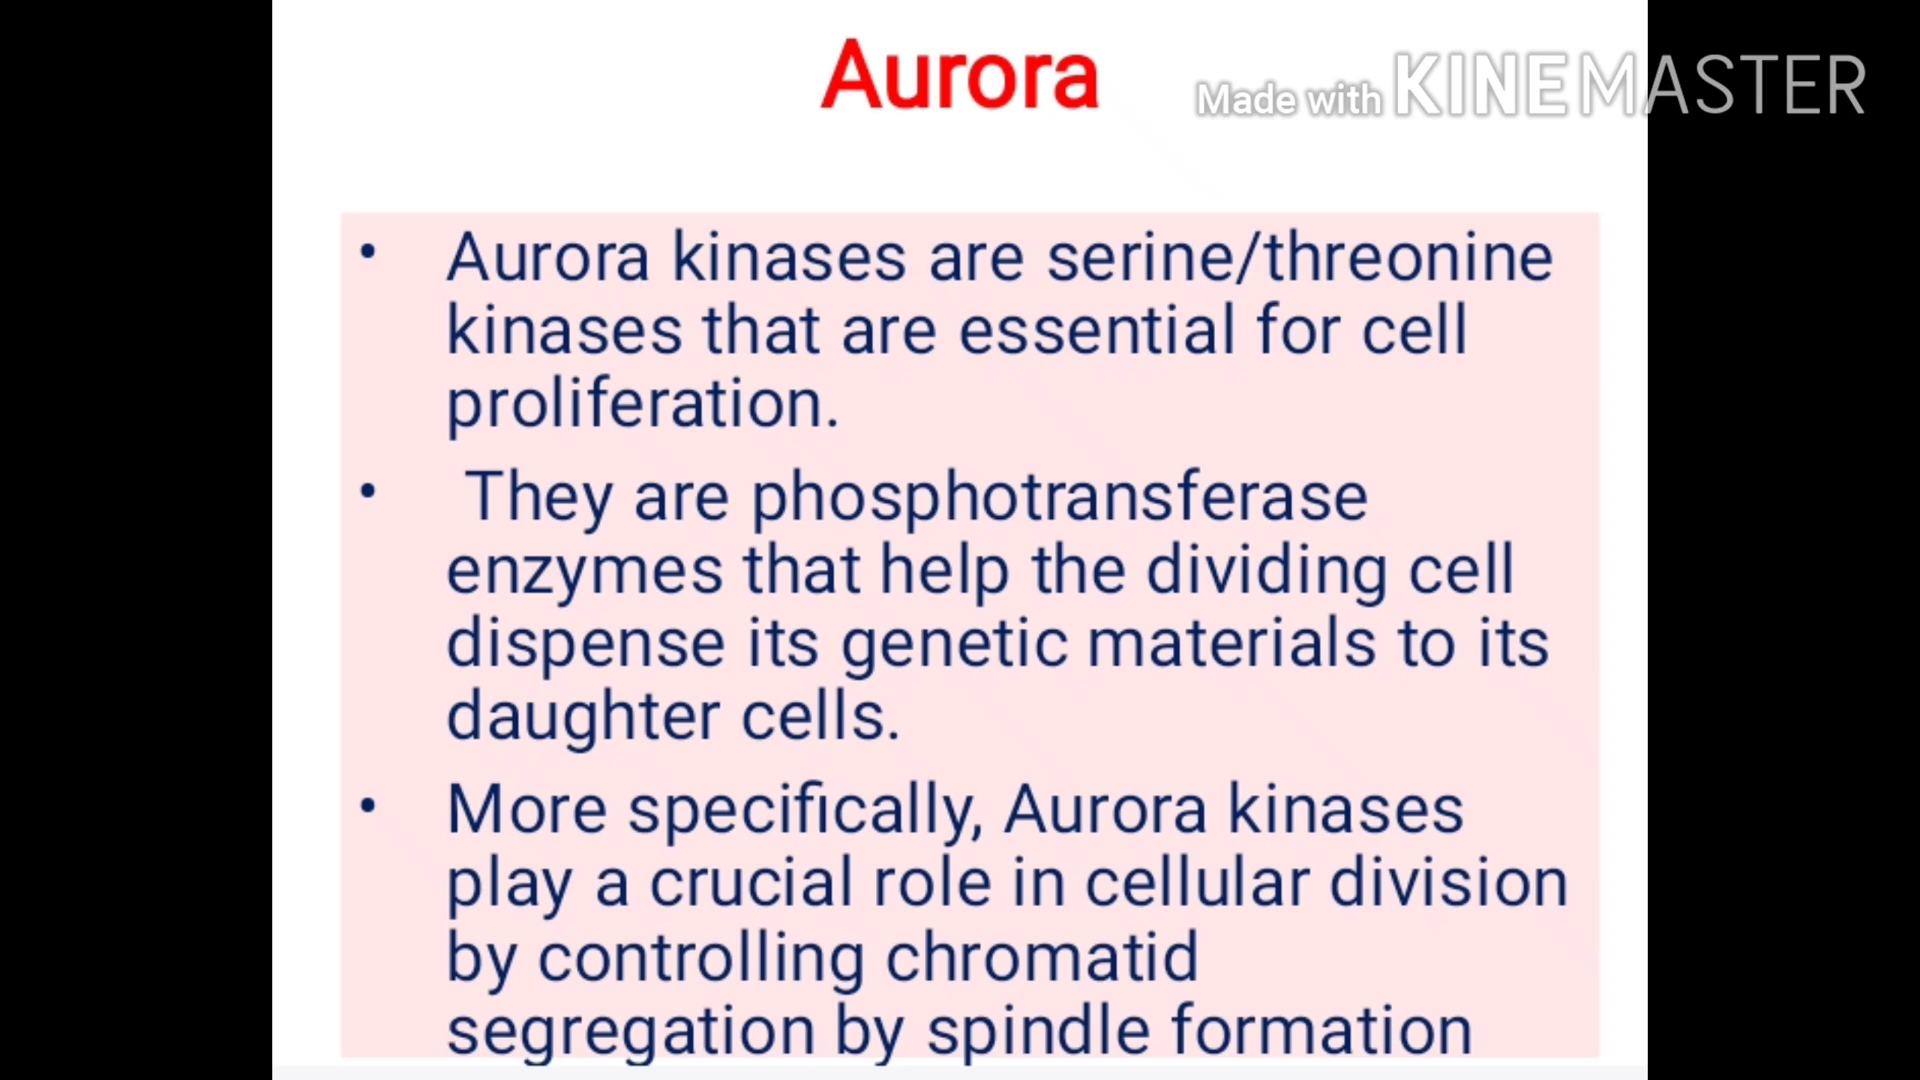 Aurora
Made with KINEMASTER
• Aurora kinases are serine/threonine
kinases that are essential for cell
proliferation.
• They are phosphotransferase
enzymes that help the dividing cell
dispense its genetic materials to its
daughter cells.
• More specifically, Aurora kinases
play a crucial role in cellular division
by controlling chromatid
segregation by spindle formation